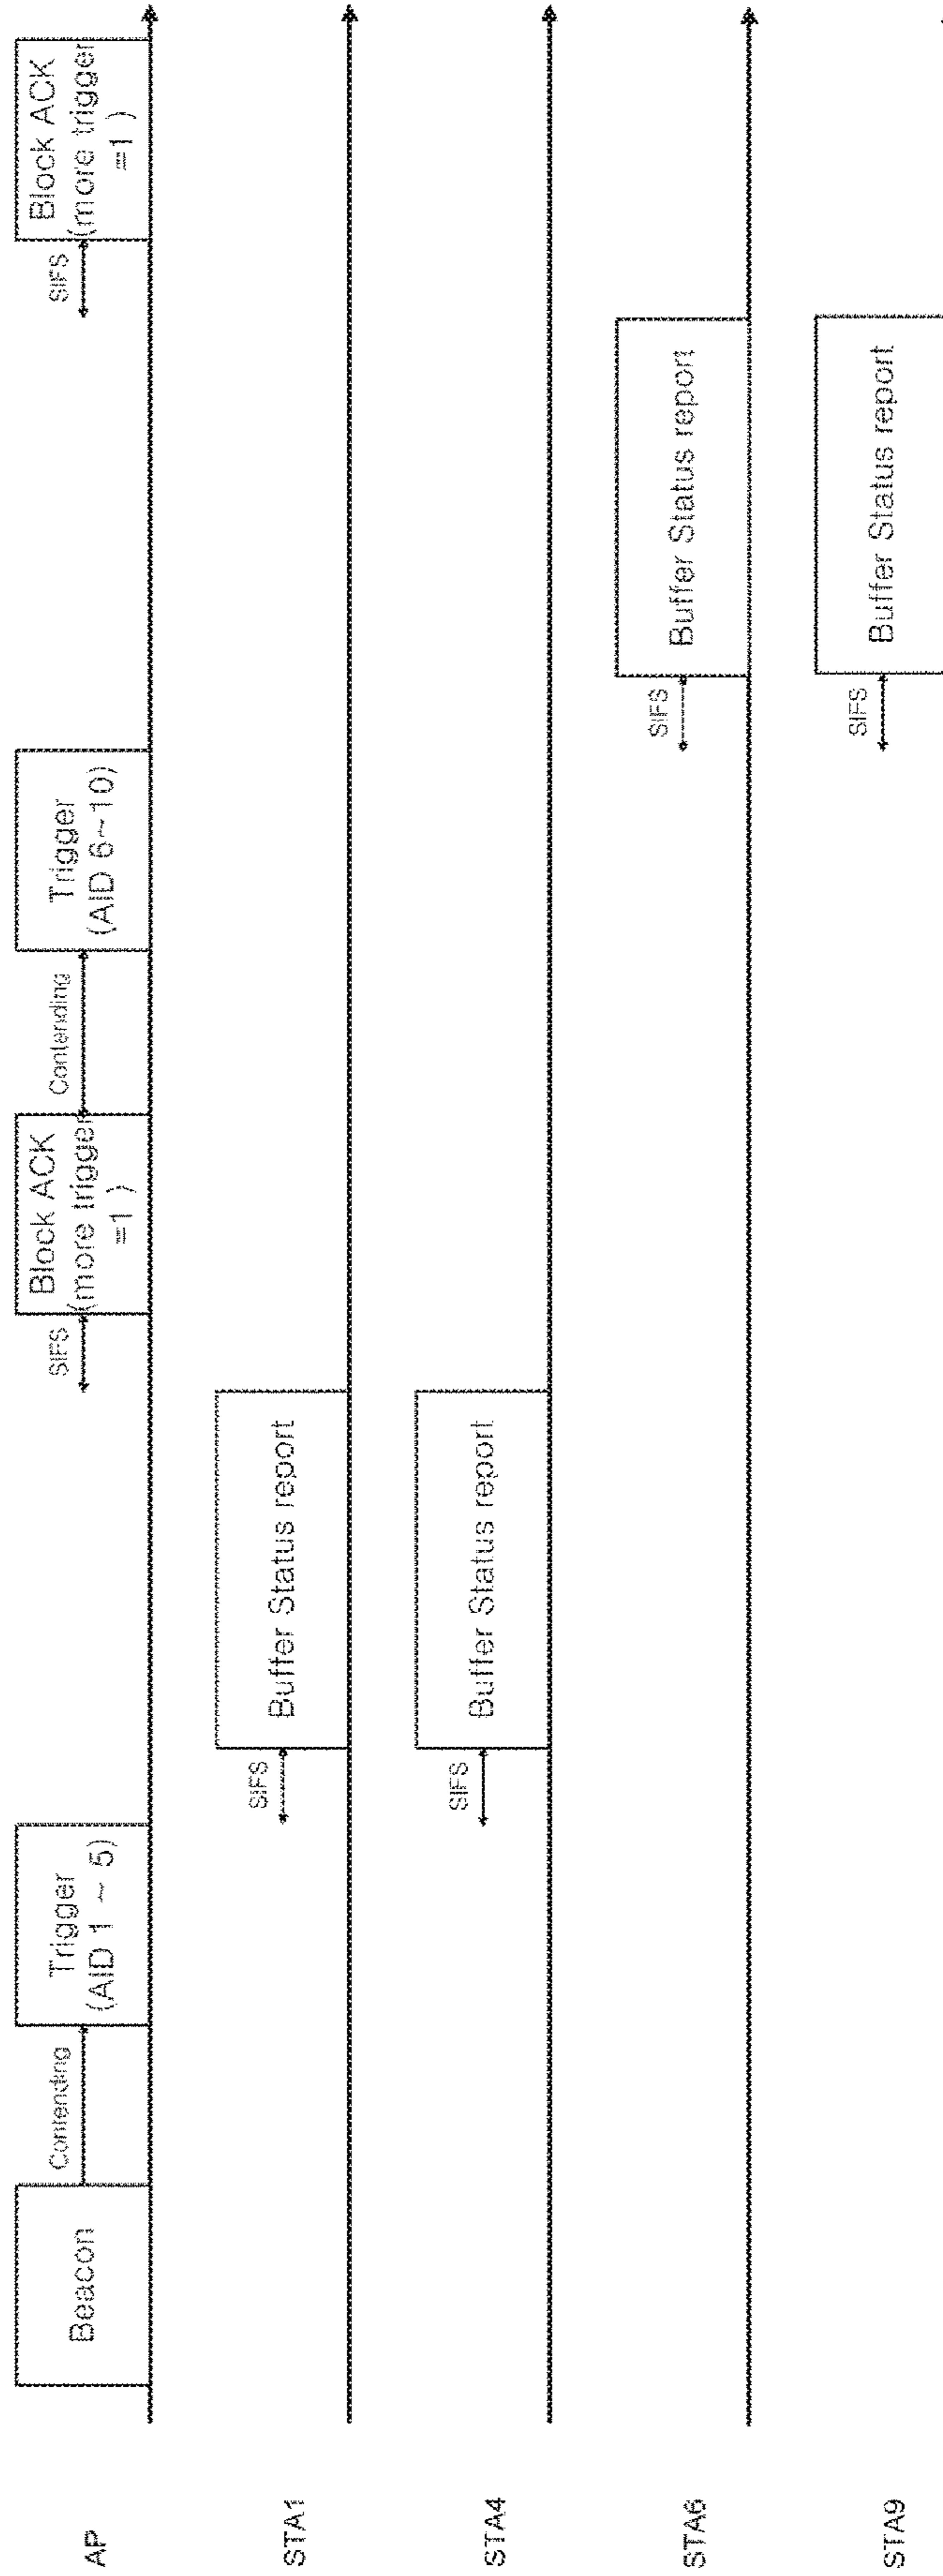 AP
Beacon
Contending
Trigger
(AID 1 ~ 5)
SIFS
Block ACK
(more trigger
=1 )
Contending
Trigger
(AID 6~10)
SIFS
Block ACK
(more trigger
=1 )
STA1
SIFS
Buffer Status report
STA4
SIFS
Buffer Status report
STA6
SIFS
Buffer Status report
STA9
SIFS
Buffer Status report